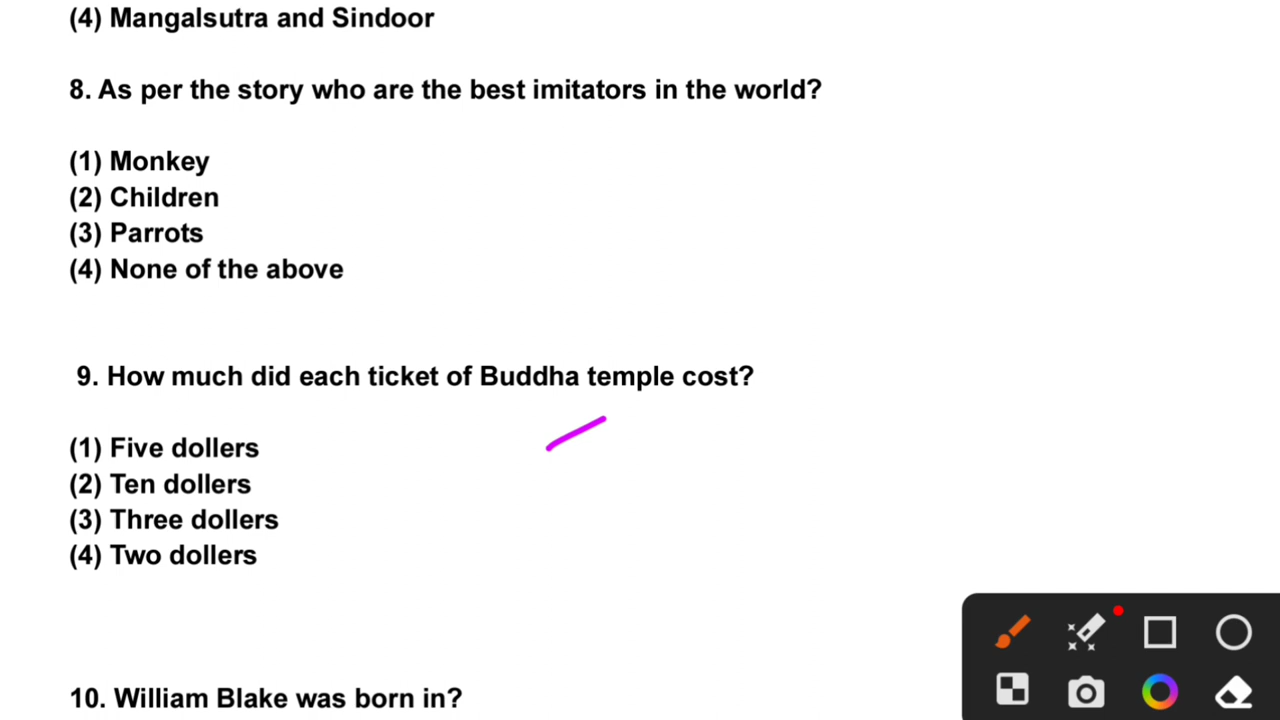 (4) Mangalsutra and Sindoor
8. As per the story who are the best imitators in the world?
(1) Monkey
(2) Children
(3) Parrots
(4) None of the above
9. How much did each ticket of Buddha temple cost?
(1) Five dollers
(2) Ten dollers
(3) Three dollers
(4) Two dollers
10. William Blake was born in?